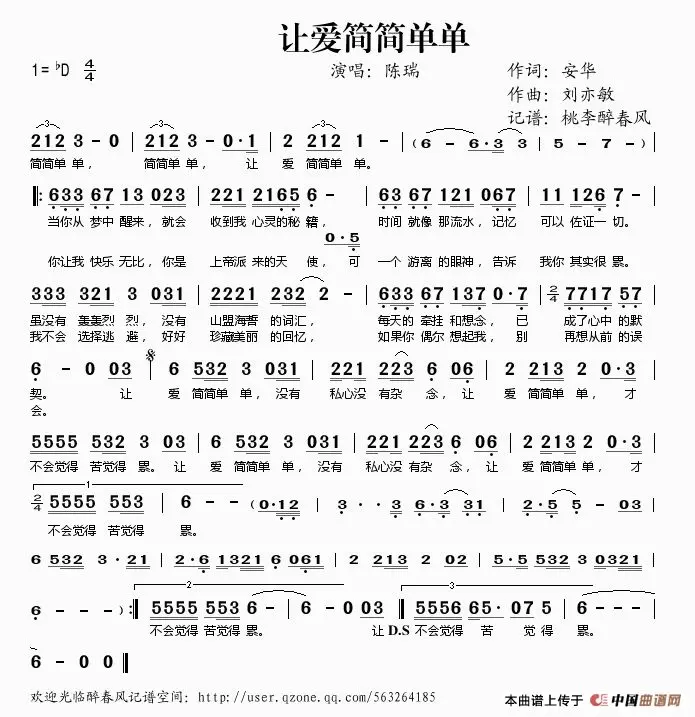 让爱简简单单
1=♭D 4/4
演唱：陈瑞
作词：安华
作曲：刘亦敏
记谱：桃李醉春风
212 3 - 0 | 212 3 - 0·1 | 2 212 3 - | (6 - 6·3 3 | 5 - 7 -) |
简简单 单， 简简单 单， 让 爱 简简单 单。
‖: 633 67 13 023 | 221 2165 6 - | 63 67 121 067 | 11 126 7 - |
当你从 梦中 醒来，就会 收到我 心灵的秘 籍， 时间 就像 那流水，记忆 可以 佐证一 切。
0·5
你让我 快乐 无比，你是 上帝派 来的天 使，可 一个 游离 的眼神，告诉 我你 其实很 累。
333 321 3 031 | 2221 232 2 - | 633 67 137 0·7 | 2/4 7717 57 |
虽没有 轰轰烈 烈，没有 山盟海誓 的词汇， 每天的 牵挂 和想念，已 成了心中 的默
我不会 选择逃 避，好好 珍藏美丽 的回忆， 如果你 偶尔 想起我，别 再想从前 的误
6 - 0 03 | 6 532 3 031 | 221 223 6 06 | 2 213 2 0·3 |
契。 让 爱 简简单 单，没有 私心没 有杂 念，让 爱 简简单 单，才
会。
5555 532 3 03 | 6 532 3 031 | 221 223 6 06 | 2 213 2 0·3 |
不会觉得 苦觉得 累。让 爱 简简单 单，没有 私心没 有杂 念，让 爱 简简单 单，才
1
2/4 5555 553 | 6 - - (0·12 | 3 · 3 6·3 31 | 2·5 5 - 03 |
不会觉得 苦觉得 累。
6 532 3 · 21 | 2·6 1321 6 061 | 2 213 2 02 | 5·5 532 3 0321 |
2 3
6 - - ) :‖ 5555 553 6 - | 6 - 0 03 ‖ 5556 65· 07 5 | 6 - - - |
不会觉得 苦觉得 累。 让 D.S 不会觉得 苦 觉 得 累。
6 - 00 ‖
欢迎光临醉春风记谱空间：http://user.qzone.qq.com/563264185
本曲谱上传于 中国曲谱网